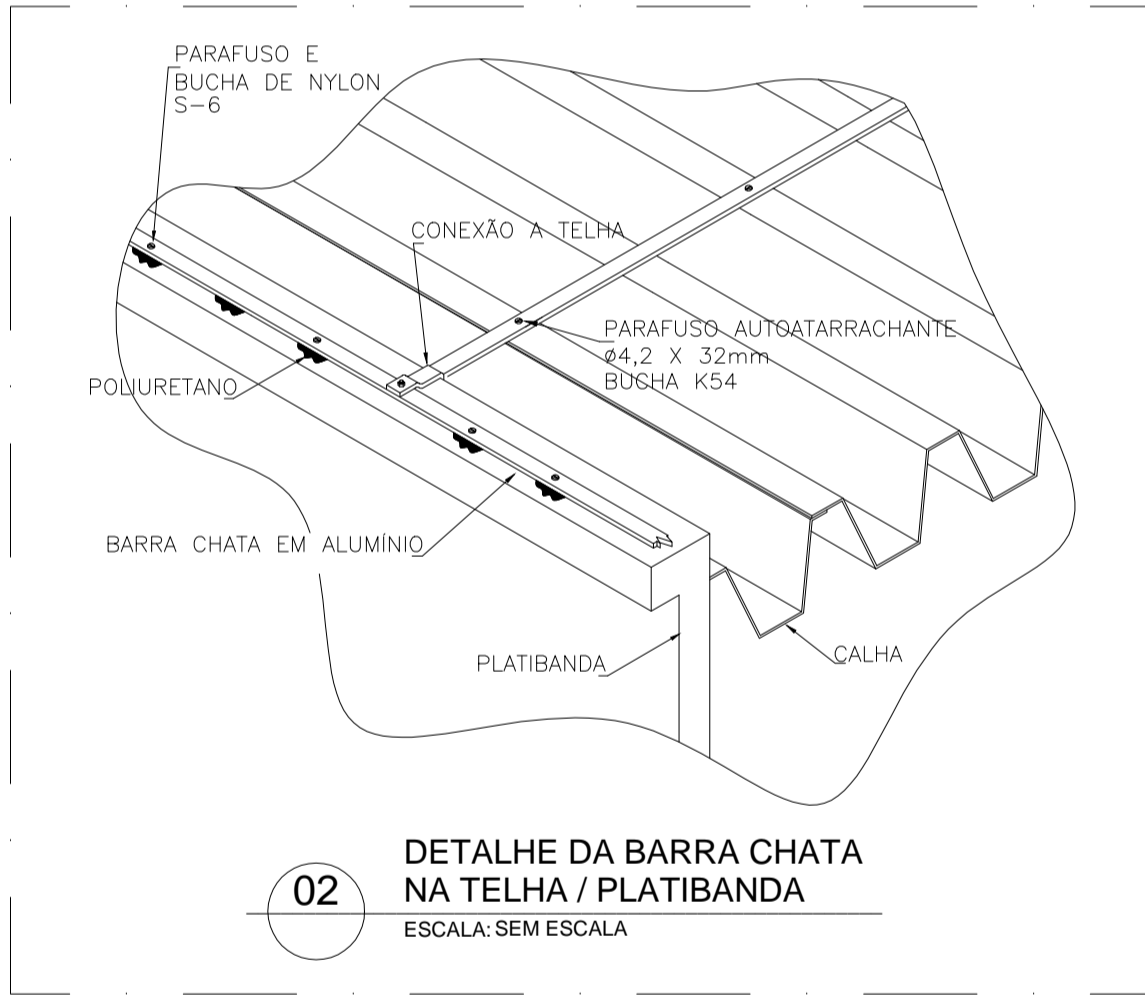 PARAFUSO E
BUCHA DE NYLON
S-6
CONEXÃO A TELHA
PARAFUSO AUTOATARRACHANTE
ø4,2 X 32mm
BUCHA K54
POLIURETANO
BARRA CHATA EM ALUMÍNIO
PLATIBANDA
CALHA
02
DETALHE DA BARRA CHATA
NA TELHA / PLATIBANDA
ESCALA: SEM ESCALA